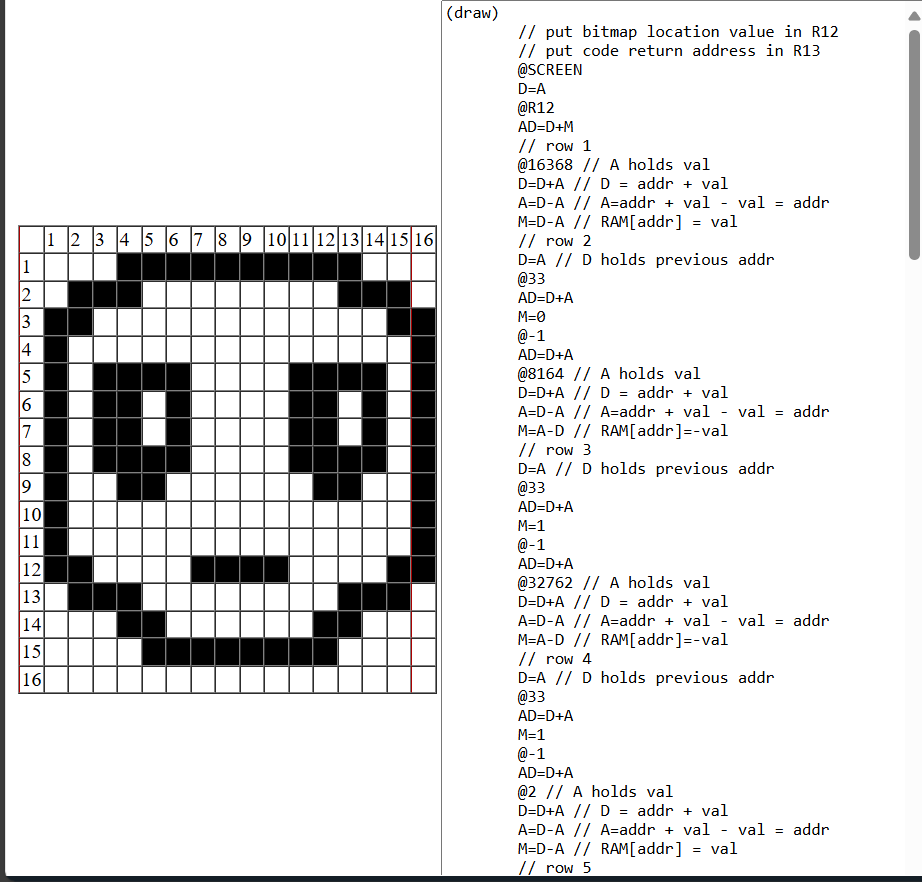 1 2 3 4 5 6 7 8 9 10 11 12 13 14 15 16
1
2
3
4
5
6
7
8
9
10
11
12
13
14
15
16
(draw)
// put bitmap location value in R12
// put code return address in R13
@SCREEN
D=A
@R12
AD=D+M
// row 1
@16368 // A holds val
D=D+A // D = addr + val
A=D-A // A=addr + val - val = addr
M=D-A // RAM[addr] = val
// row 2
D=A // D holds previous addr
@33
AD=D+A
M=0
@-1
AD=D+A
@8164 // A holds val
D=D+A // D = addr + val
A=D-A // A=addr + val - val = addr
M=A-D // RAM[addr]=-val
// row 3
D=A // D holds previous addr
@33
AD=D+A
M=1
@-1
AD=D+A
@32762 // A holds val
D=D+A // D = addr + val
A=D-A // A=addr + val - val = addr
M=A-D // RAM[addr]=-val
// row 4
D=A // D holds previous addr
@33
AD=D+A
M=1
@-1
AD=D+A
@2 // A holds val
D=D+A // D = addr + val
A=D-A // A=addr + val - val = addr
M=D-A // RAM[addr] = val
// row 5